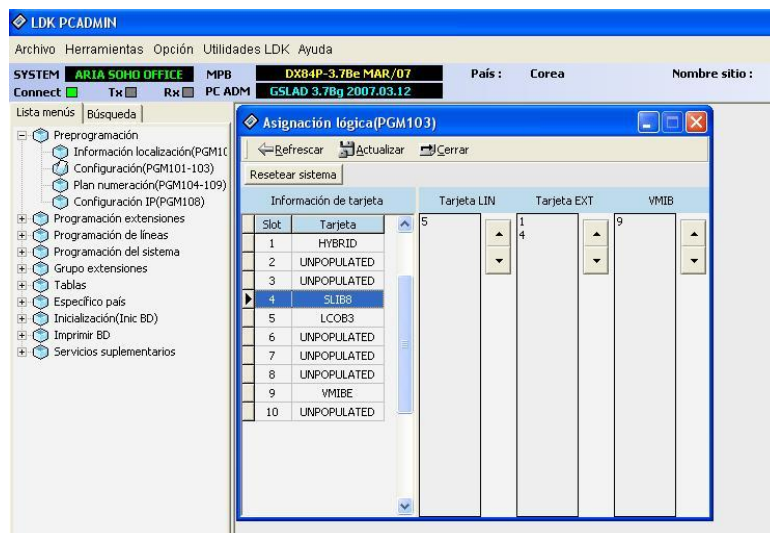 LDK PCADMIN
Archivo Herramientas Opción Utilidades LDK Ayuda
SYSTEM ARIA SOHO OFFICE MPB DX84P-3.7Be MAR/07 País : Corea Nombre sitio :
Connect Tx Rx PC ADM GSLAD 3.7Bg 2007.03.12
Lista menús Búsqueda
Preprogramación
Información localización(PGM10
Configuración(PGM101-103)
Plan numeración(PGM104-109)
Configuración IP(PGM108)
Programación extensiones
Programación de líneas
Programación del sistema
Grupo extensiones
Tablas
Específico país
Inicialización(Inic BD)
Imprimir BD
Servicios suplementarios
Asignación lógica(PGM103)
Refrescar Actualizar Cerrar
Resetear sistema
Información de tarjeta Tarjeta LIN Tarjeta EXT VMIB
Slot Tarjeta
1 HYBRID
2 UNPOPULATED
3 UNPOPULATED
4 SLIB8
5 LCOB3
6 UNPOPULATED
7 UNPOPULATED
8 UNPOPULATED
9 VMIBE
10 UNPOPULATED
5
1
4
9